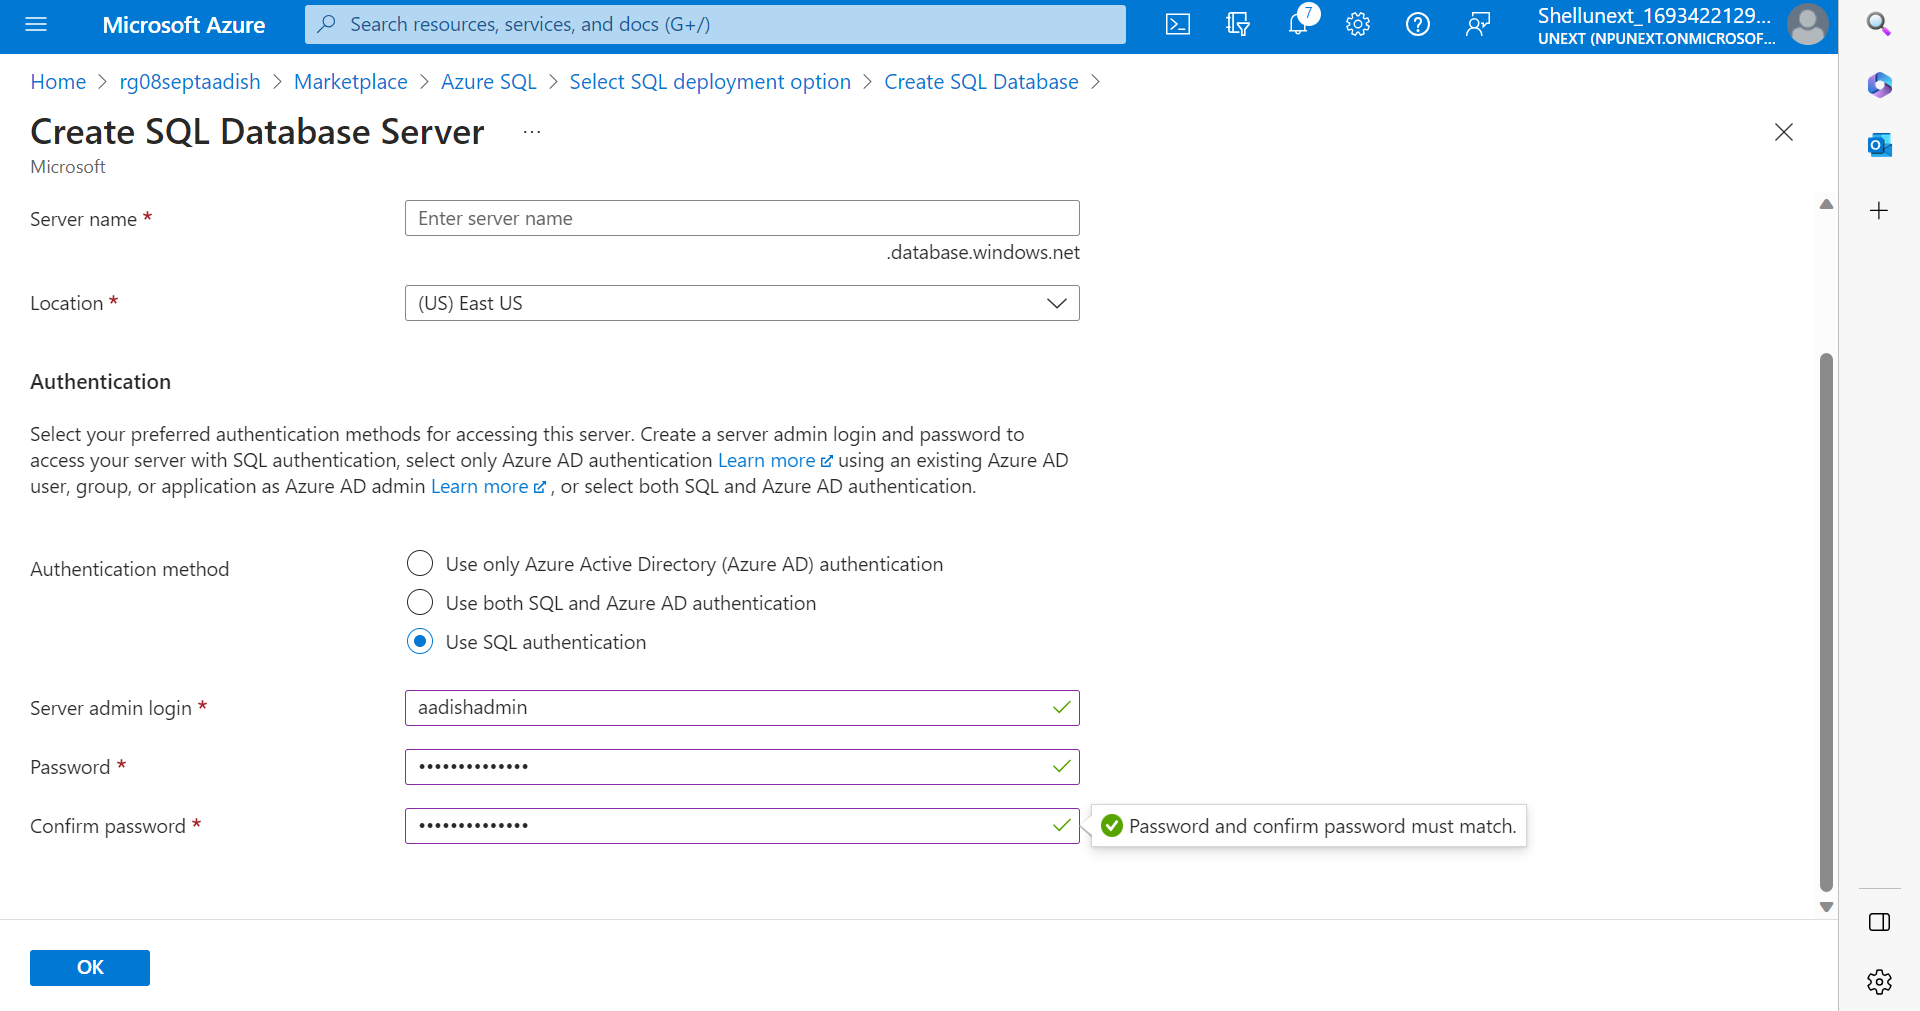 Microsoft Azure
Search resources, services, and docs (G+/)
7
Shellunext_1693422129...
UNEXT (NPUNEXT.ONMICROSOF...
Home > rg08septaadish > Marketplace > Azure SQL > Select SQL deployment option > Create SQL Database >
Create SQL Database Server ...
Microsoft
Server name *
Enter server name
.database.windows.net
Location *
(US) East US
Authentication
Select your preferred authentication methods for accessing this server. Create a server admin login and password to
access your server with SQL authentication, select only Azure AD authentication Learn more using an existing Azure AD
user, group, or application as Azure AD admin Learn more , or select both SQL and Azure AD authentication.
Authentication method
Use only Azure Active Directory (Azure AD) authentication
Use both SQL and Azure AD authentication
Use SQL authentication
Server admin login *
aadishadmin
Password *
••••••••••••••
Confirm password *
••••••••••••••
Password and confirm password must match.
OK